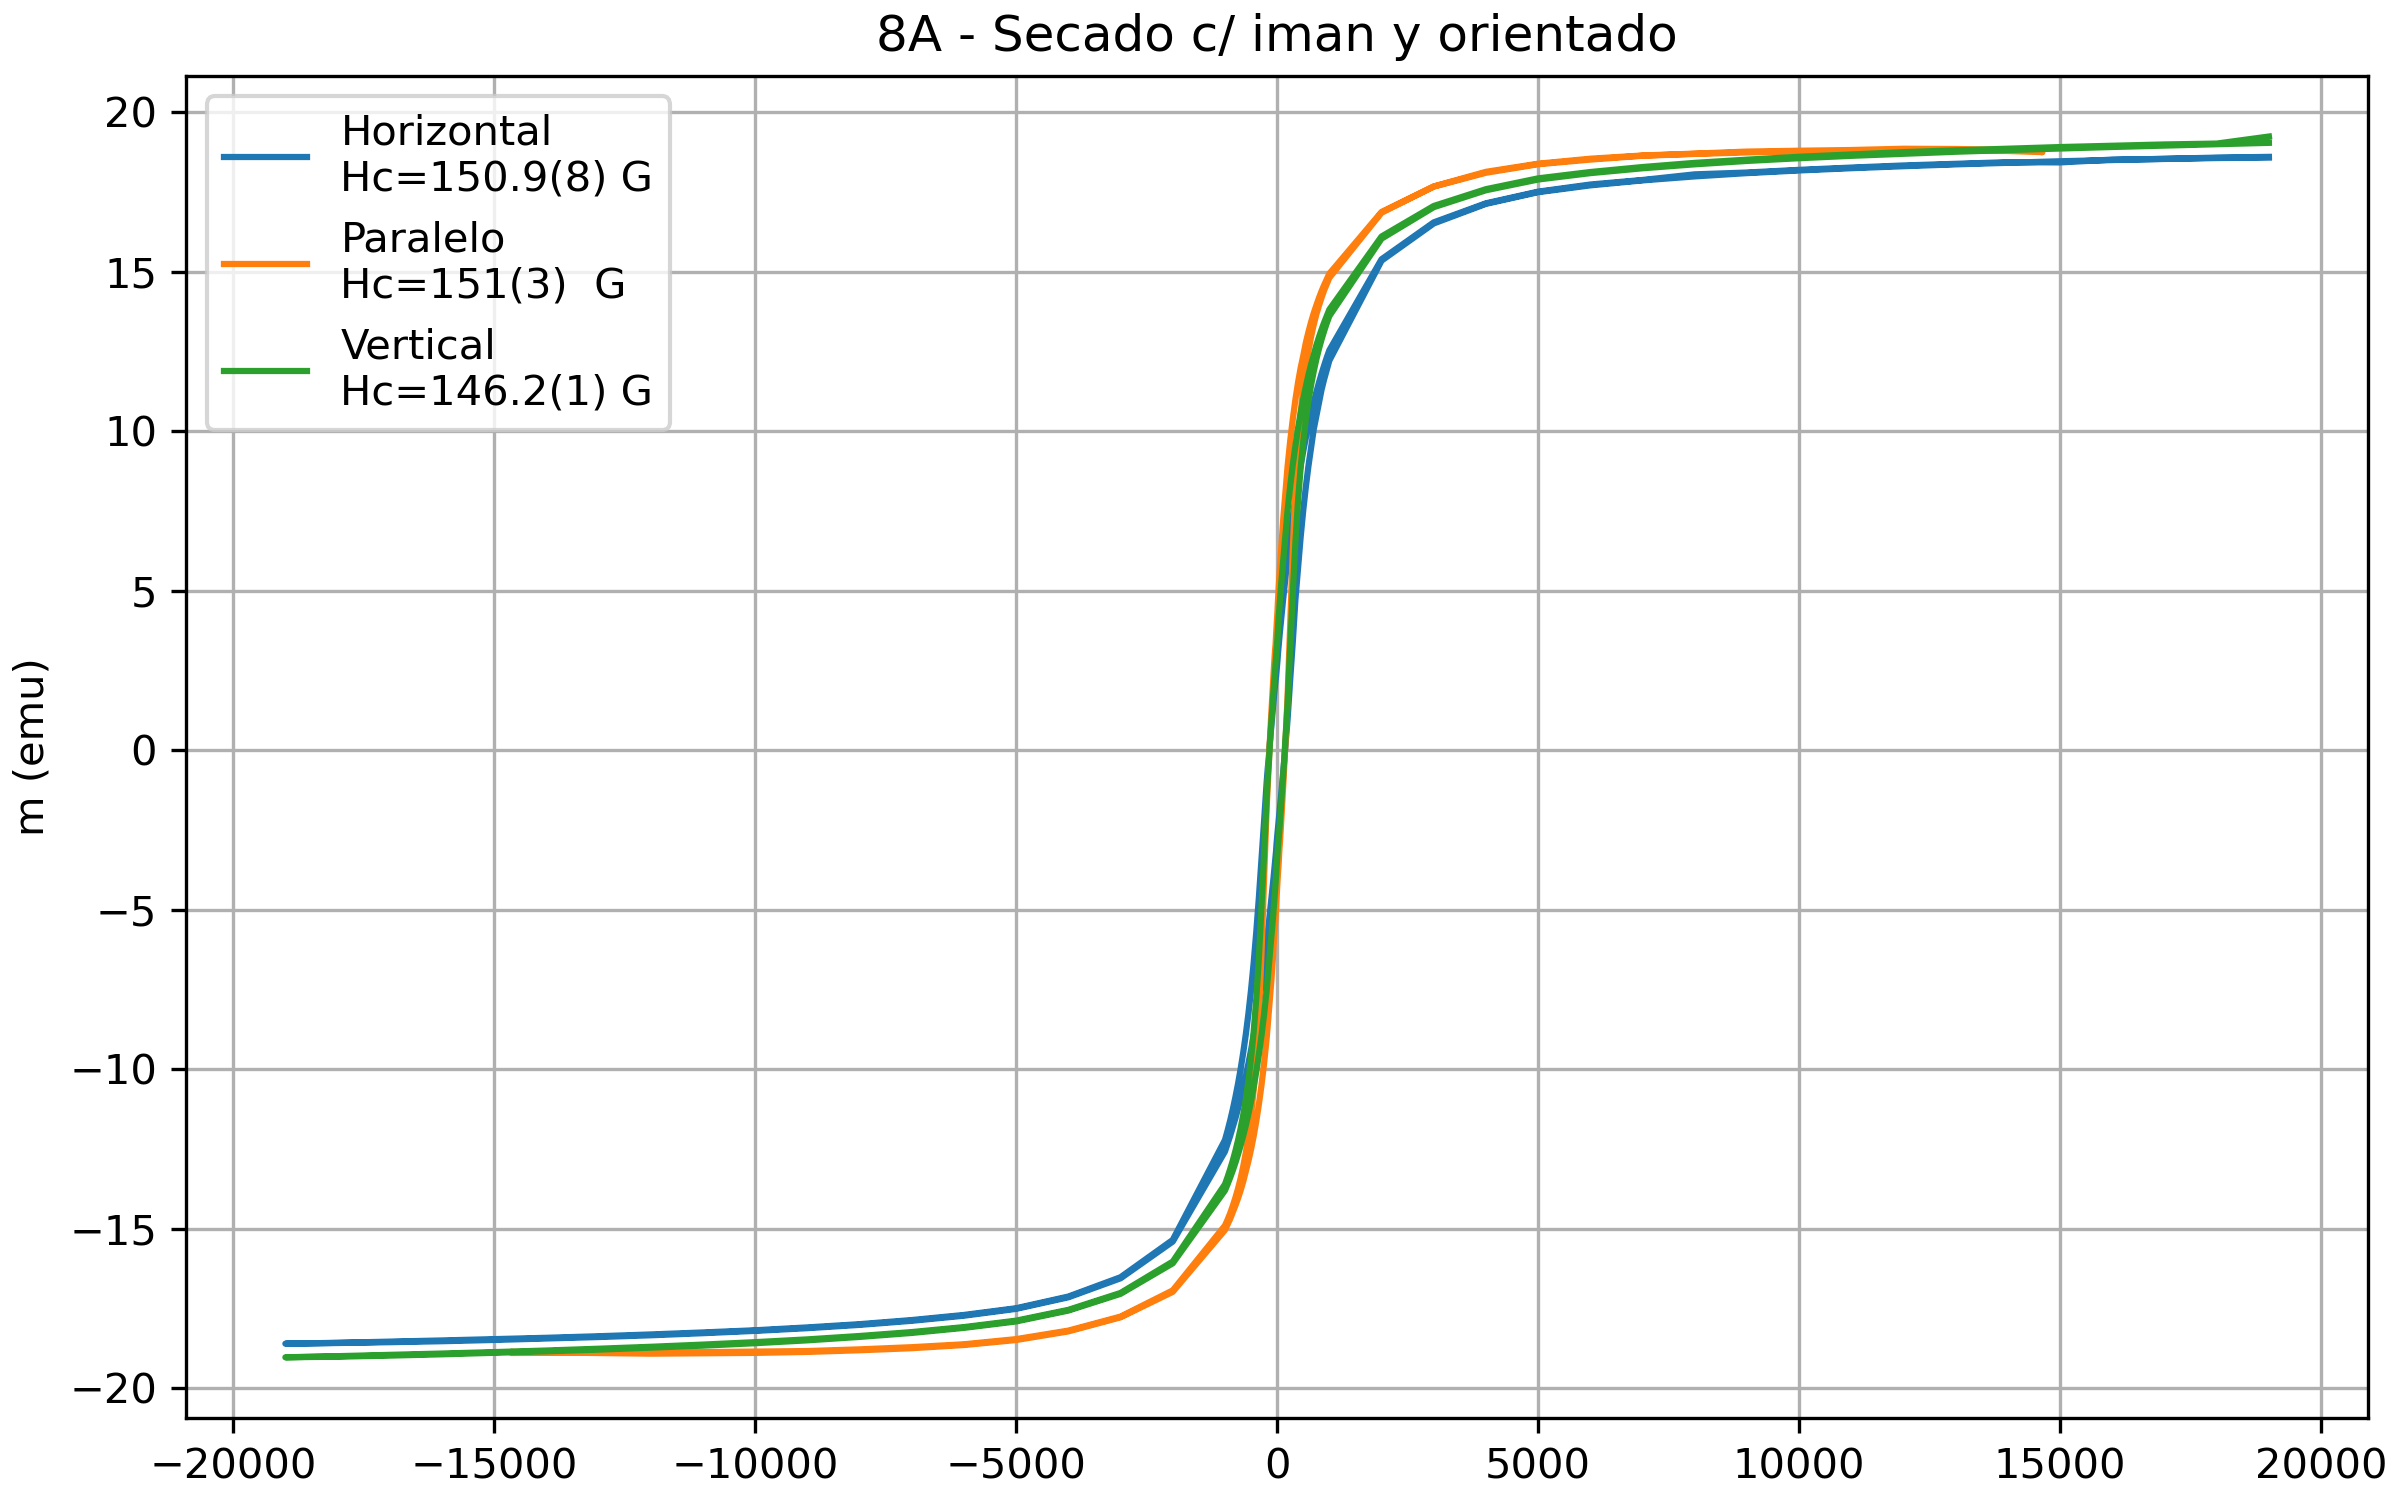 8A - Secado c/ iman y orientado
Horizontal
Hc=150.9(8) G
Paralelo
Hc=151(3)  G
Vertical
Hc=146.2(1) G
m (emu)
20
15
10
5
0
−5
−10
−15
−20
−20000
−15000
−10000
−5000
0
5000
10000
15000
20000